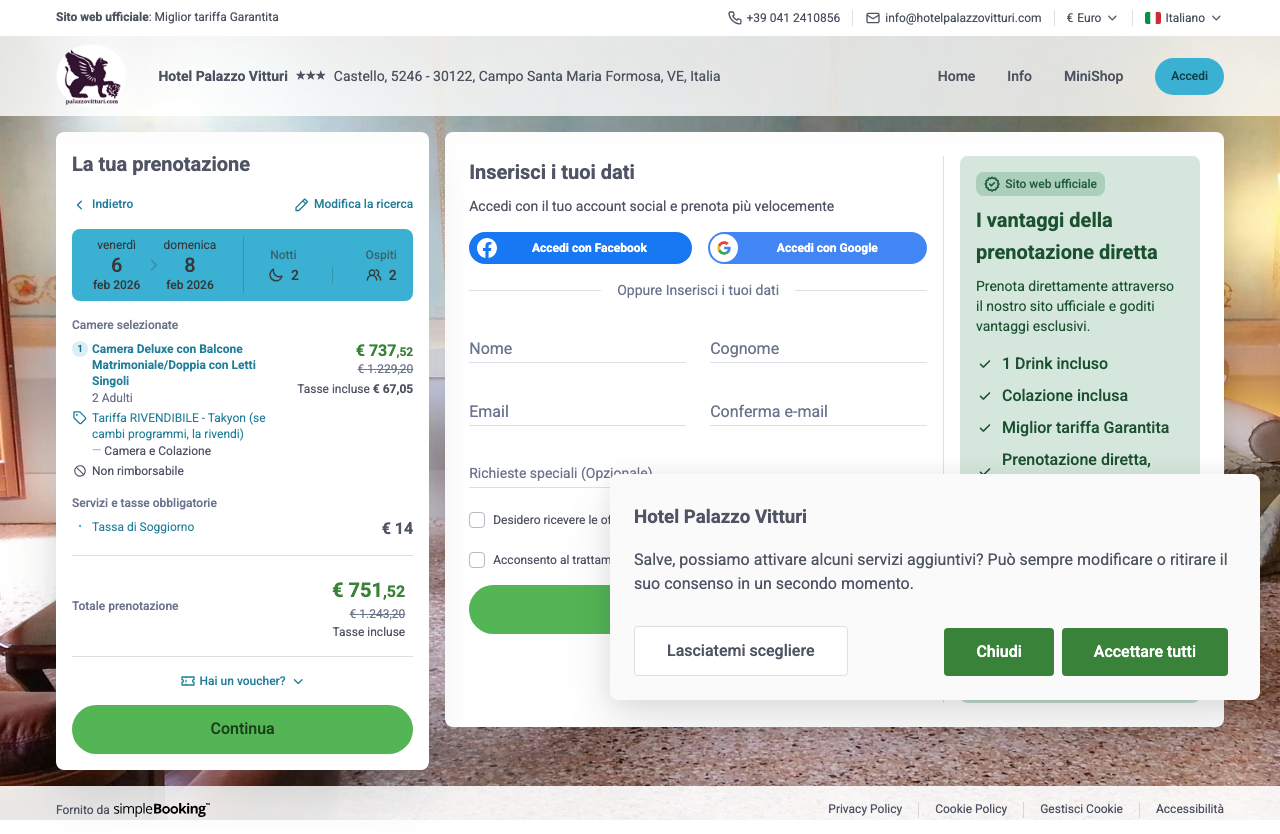 Sito web ufficiale: Miglior tariffa Garantita
+39 041 2410856
info@hotelpalazzovitturi.com
€ Euro
Italiano
palazzovitturi.com
Hotel Palazzo Vitturi ★★★ Castello, 5246 - 30122, Campo Santa Maria Formosa, VE, Italia
Home
Info
MiniShop
Accedi
La tua prenotazione
Indietro
Modifica la ricerca
venerdì
6
feb 2026
domenica
8
feb 2026
Notti
2
Ospiti
2
Camere selezionate
1 Camera Deluxe con Balcone
Matrimoniale/Doppia con Letti
Singoli
2 Adulti
€ 737,52
€ 1.229,20
Tasse incluse € 67,05
Tariffa RIVENDIBILE - Takyon (se
cambi programmi, la rivendi)
— Camera e Colazione
Non rimborsabile
Servizi e tasse obbligatorie
· Tassa di Soggiorno
€ 14
Totale prenotazione
€ 751,52
€ 1.243,20
Tasse incluse
Hai un voucher?
Continua
Inserisci i tuoi dati
Accedi con il tuo account social e prenota più velocemente
Accedi con Facebook
Accedi con Google
Oppure Inserisci i tuoi dati
Nome
Cognome
Email
Conferma e-mail
Richieste speciali (Opzionale)
Desidero ricevere le of
Acconsento al trattam
Sito web ufficiale
I vantaggi della
prenotazione diretta
Prenota direttamente attraverso
il nostro sito ufficiale e goditi
vantaggi esclusivi.
1 Drink incluso
Colazione inclusa
Miglior tariffa Garantita
Prenotazione diretta,
Hotel Palazzo Vitturi
Salve, possiamo attivare alcuni servizi aggiuntivi? Può sempre modificare o ritirare il
suo consenso in un secondo momento.
Lasciatemi scegliere
Chiudi
Accettare tutti
Fornito da simpleBooking™
Privacy Policy
Cookie Policy
Gestisci Cookie
Accessibilità